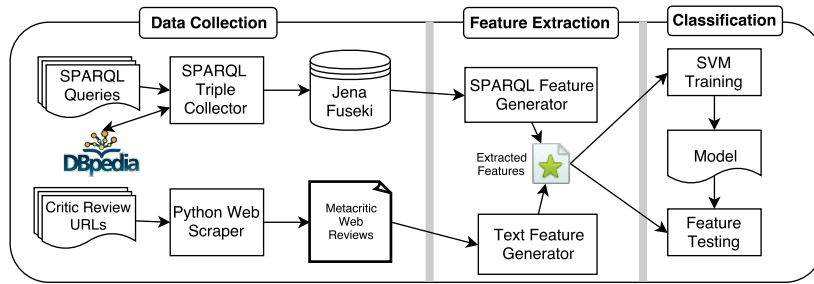 Data Collection
Feature Extraction
Classification
SPARQL
Queries
SPARQL
Triple
Collector
Jena
Fuseki
SPARQL Feature
Generator
SVM
Training
DBpedia
Extracted
Features
Model
Critic Review
URLs
Python Web
Scraper
Metacritic
Web
Reviews
Text Feature
Generator
Feature
Testing